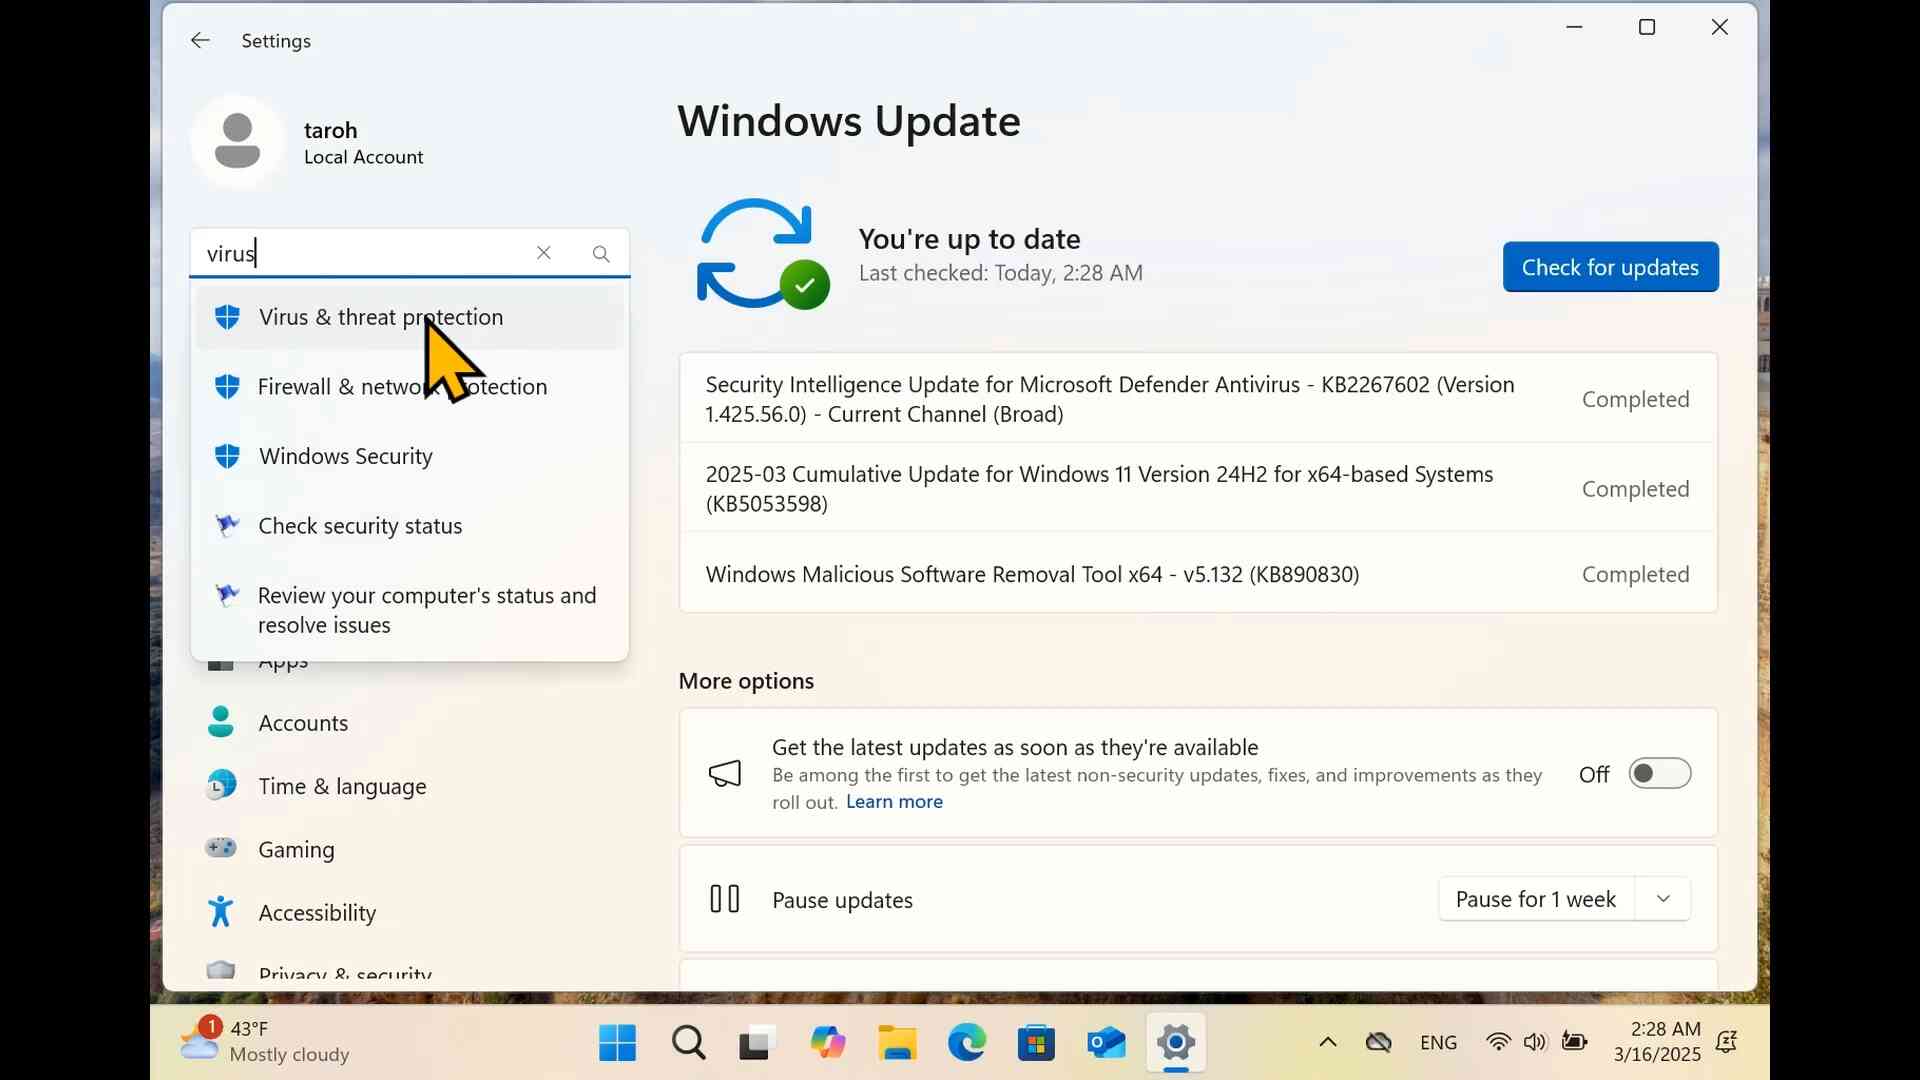 Settings
taroh
Local Account
virus
Virus & threat protection
Firewall & network protection
Windows Security
Check security status
Review your computer's status and
resolve issues
Apps
Accounts
Time & language
Gaming
Accessibility
Privacy & security
Windows Update
You're up to date
Last checked: Today, 2:28 AM
Check for updates
Security Intelligence Update for Microsoft Defender Antivirus - KB2267602 (Version
1.425.56.0) - Current Channel (Broad)
Completed
2025-03 Cumulative Update for Windows 11 Version 24H2 for x64-based Systems
(KB5053598)
Completed
Windows Malicious Software Removal Tool x64 - v5.132 (KB890830)
Completed
More options
Get the latest updates as soon as they're available
Be among the first to get the latest non-security updates, fixes, and improvements as they
roll out. Learn more
Off
Pause updates
Pause for 1 week
1
43°F
Mostly cloudy
ENG
2:28 AM
3/16/2025